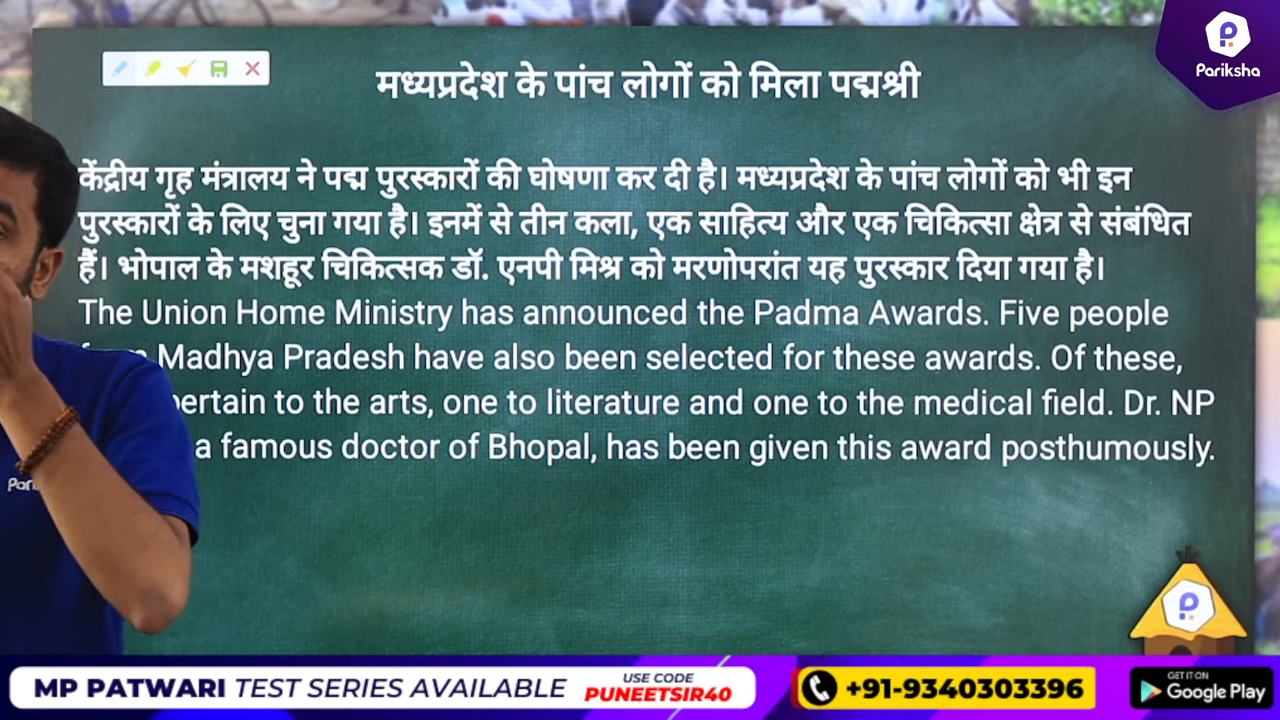 Pariksha
मध्यप्रदेश के पांच लोगों को मिला पद्मश्री
केंद्रीय गृह मंत्रालय ने पद्म पुरस्कारों की घोषणा कर दी है। मध्यप्रदेश के पांच लोगों को भी इन
पुरस्कारों के लिए चुना गया है। इनमें से तीन कला, एक साहित्य और एक चिकित्सा क्षेत्र से संबंधित
हैं। भोपाल के मशहूर चिकित्सक डॉ. एनपी मिश्र को मरणोपरांत यह पुरस्कार दिया गया है।
The Union Home Ministry has announced the Padma Awards. Five people
Madhya Pradesh have also been selected for these awards. Of these,
pertain to the arts, one to literature and one to the medical field. Dr. NP
a famous doctor of Bhopal, has been given this award posthumously.
MP PATWARI TEST SERIES AVAILABLE
USE CODE
PUNEETSIR40
+91-9340303396
GET IT ON
Google Play